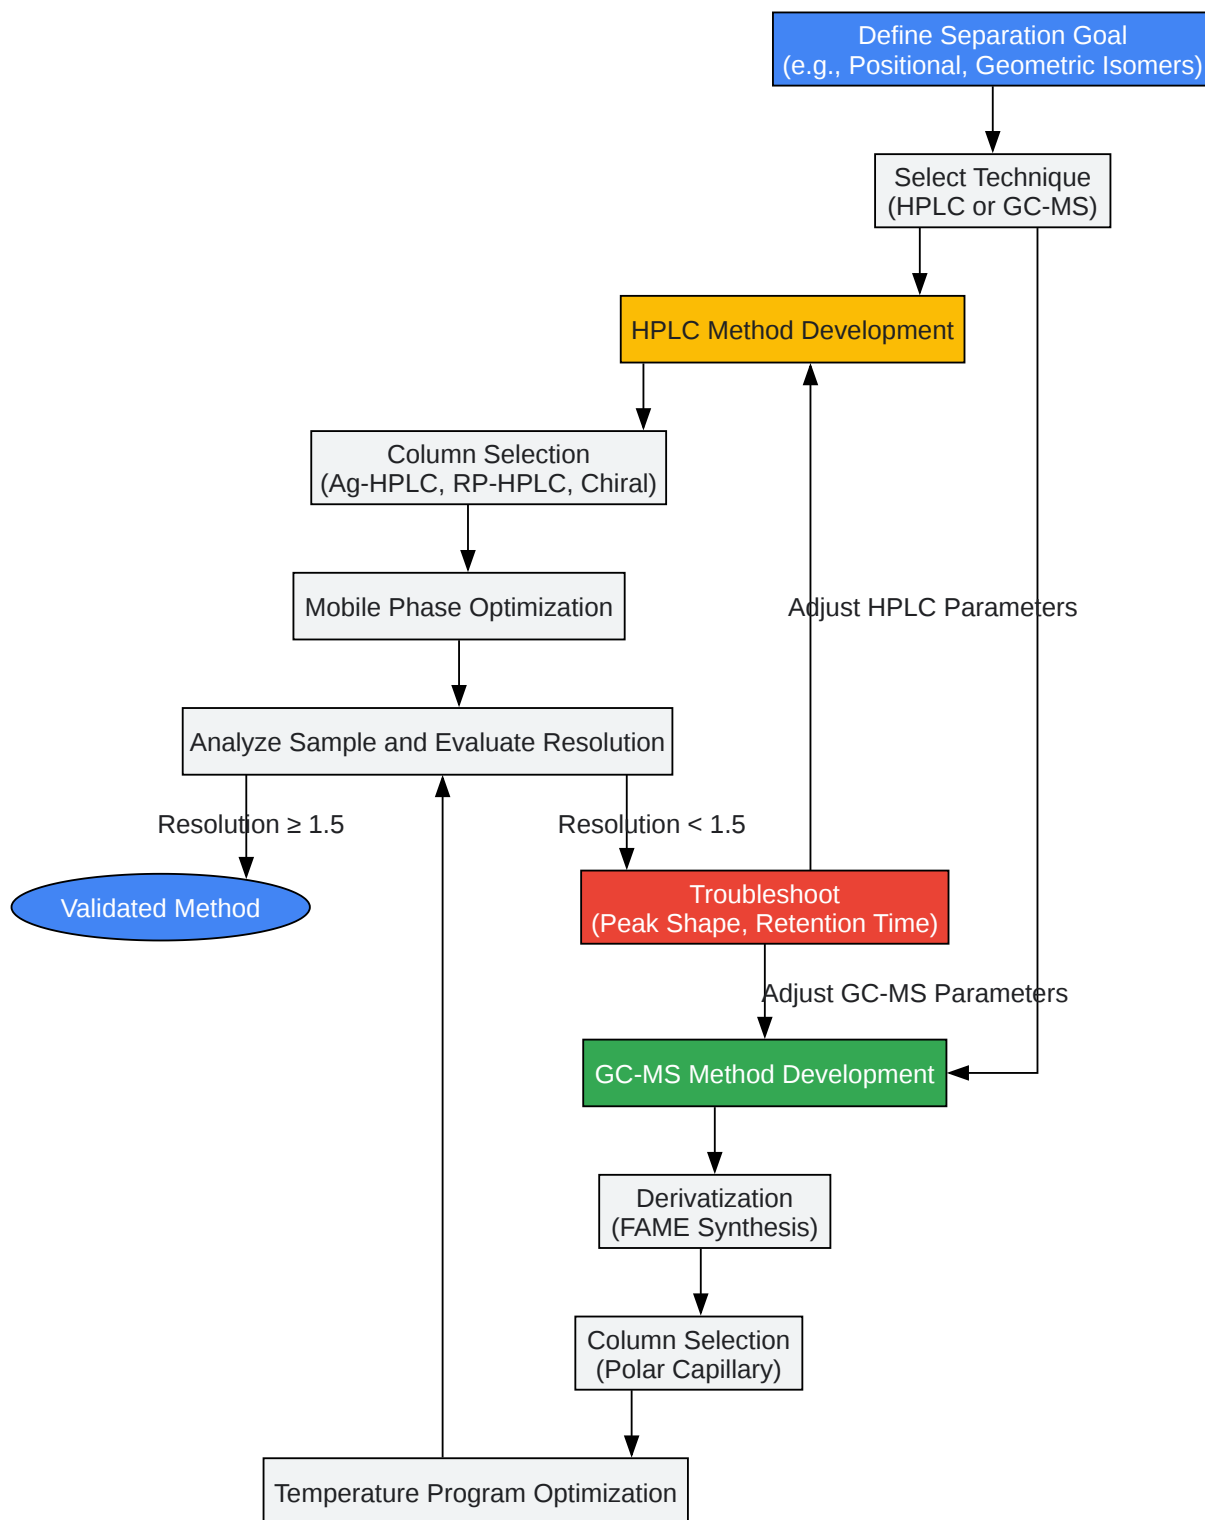 Define Separation Goal
(e.g., Positional, Geometric Isomers)
Select Technique
(HPLC or GC-MS)
HPLC Method Development
Column Selection
(Ag-HPLC, RP-HPLC, Chiral)
Mobile Phase Optimization
Adjust HPLC Parameters
Analyze Sample and Evaluate Resolution
Resolution ≥ 1.5
Resolution < 1.5
Validated Method
Troubleshoot
(Peak Shape, Retention Time)
Adjust GC-MS Parameters
GC-MS Method Development
Derivatization
(FAME Synthesis)
Column Selection
(Polar Capillary)
Temperature Program Optimization